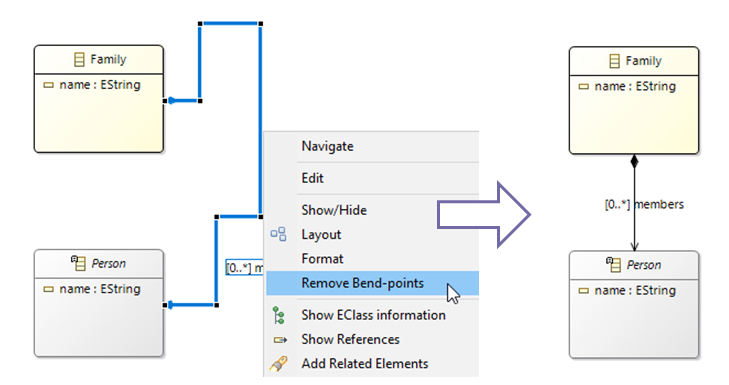 Family
name : EString
Person
name : EString
[0..*] m
Navigate
Edit
Show/Hide
Layout
Format
Remove Bend-points
Show EClass information
Show References
Add Related Elements
Family
name : EString
[0..*] members
Person
name : EString